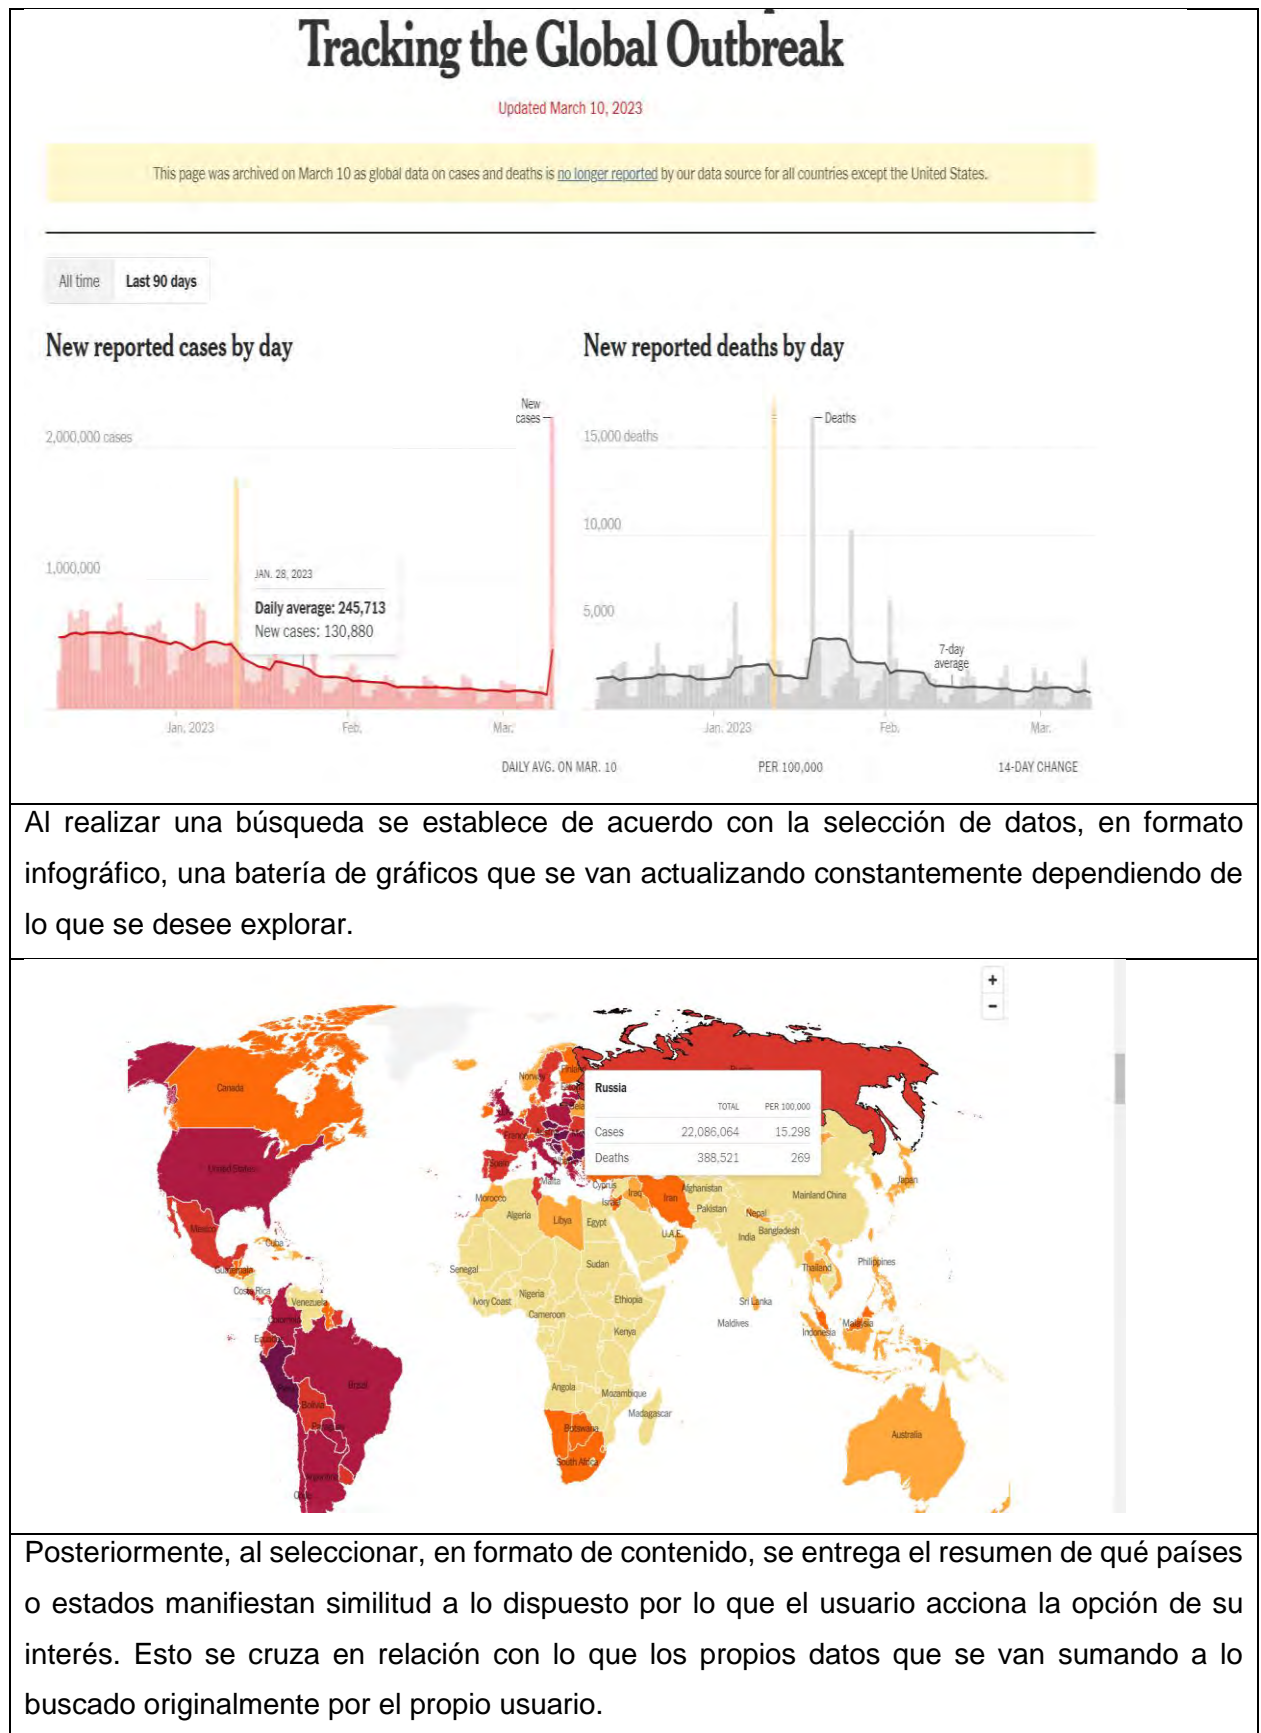 Tracking the Global Outbreak
Updated March 10, 2023
This page was archived on March 10 as global data on cases and deaths is no longer reported by our data source for all countries except the United States.
All time Last 90 days
New reported cases by day
New reported deaths by day
New
cases
2,000,000 cases
1,000,000
JAN. 28, 2023
Daily average: 245,713
New cases: 130,880
Jan, 2023 Feb. Mar.
Deaths
15,000 deaths
10,000
5,000
7-day
average
Jan. 2023 Feb. Mar.
DAILY AVG. ON MAR. 10 PER 100,000 14-DAY CHANGE
Al realizar una búsqueda se establece de acuerdo con la selección de datos, en formato
infográfico, una batería de gráficos que se van actualizando constantemente dependiendo de
lo que se desee explorar.
+
−
Canada
United States
Mexico
Cuba
Guatemala
Costa Rica
Venezuela
Colombia
Ecuador
Peru
Brazil
Bolivia
Paraguay
Argentina
Chile
Norway
Finland
France
Spain
Malta
Cyprus
Israel
Iraq
Iran
Morocco
Algeria
Libya
Egypt
U.A.E.
Senegal
Sudan
Ivory Coast
Nigeria
Cameroon
Ethiopia
Kenya
Angola
Mozambique
Madagascar
Botswana
South Africa
Russia
TOTAL PER 100,000
Cases 22,086,064 15.298
Deaths 388,521 269
Afghanistan
Pakistan
Nepal
India
Bangladesh
Mainland China
Japan
Thailand
Philippines
Sri Lanka
Maldives
Malaysia
Indonesia
Australia
Posteriormente, al seleccionar, en formato de contenido, se entrega el resumen de qué países
o estados manifiestan similitud a lo dispuesto por lo que el usuario acciona la opción de su
interés. Esto se cruza en relación con lo que los propios datos que se van sumando a lo
buscado originalmente por el propio usuario.